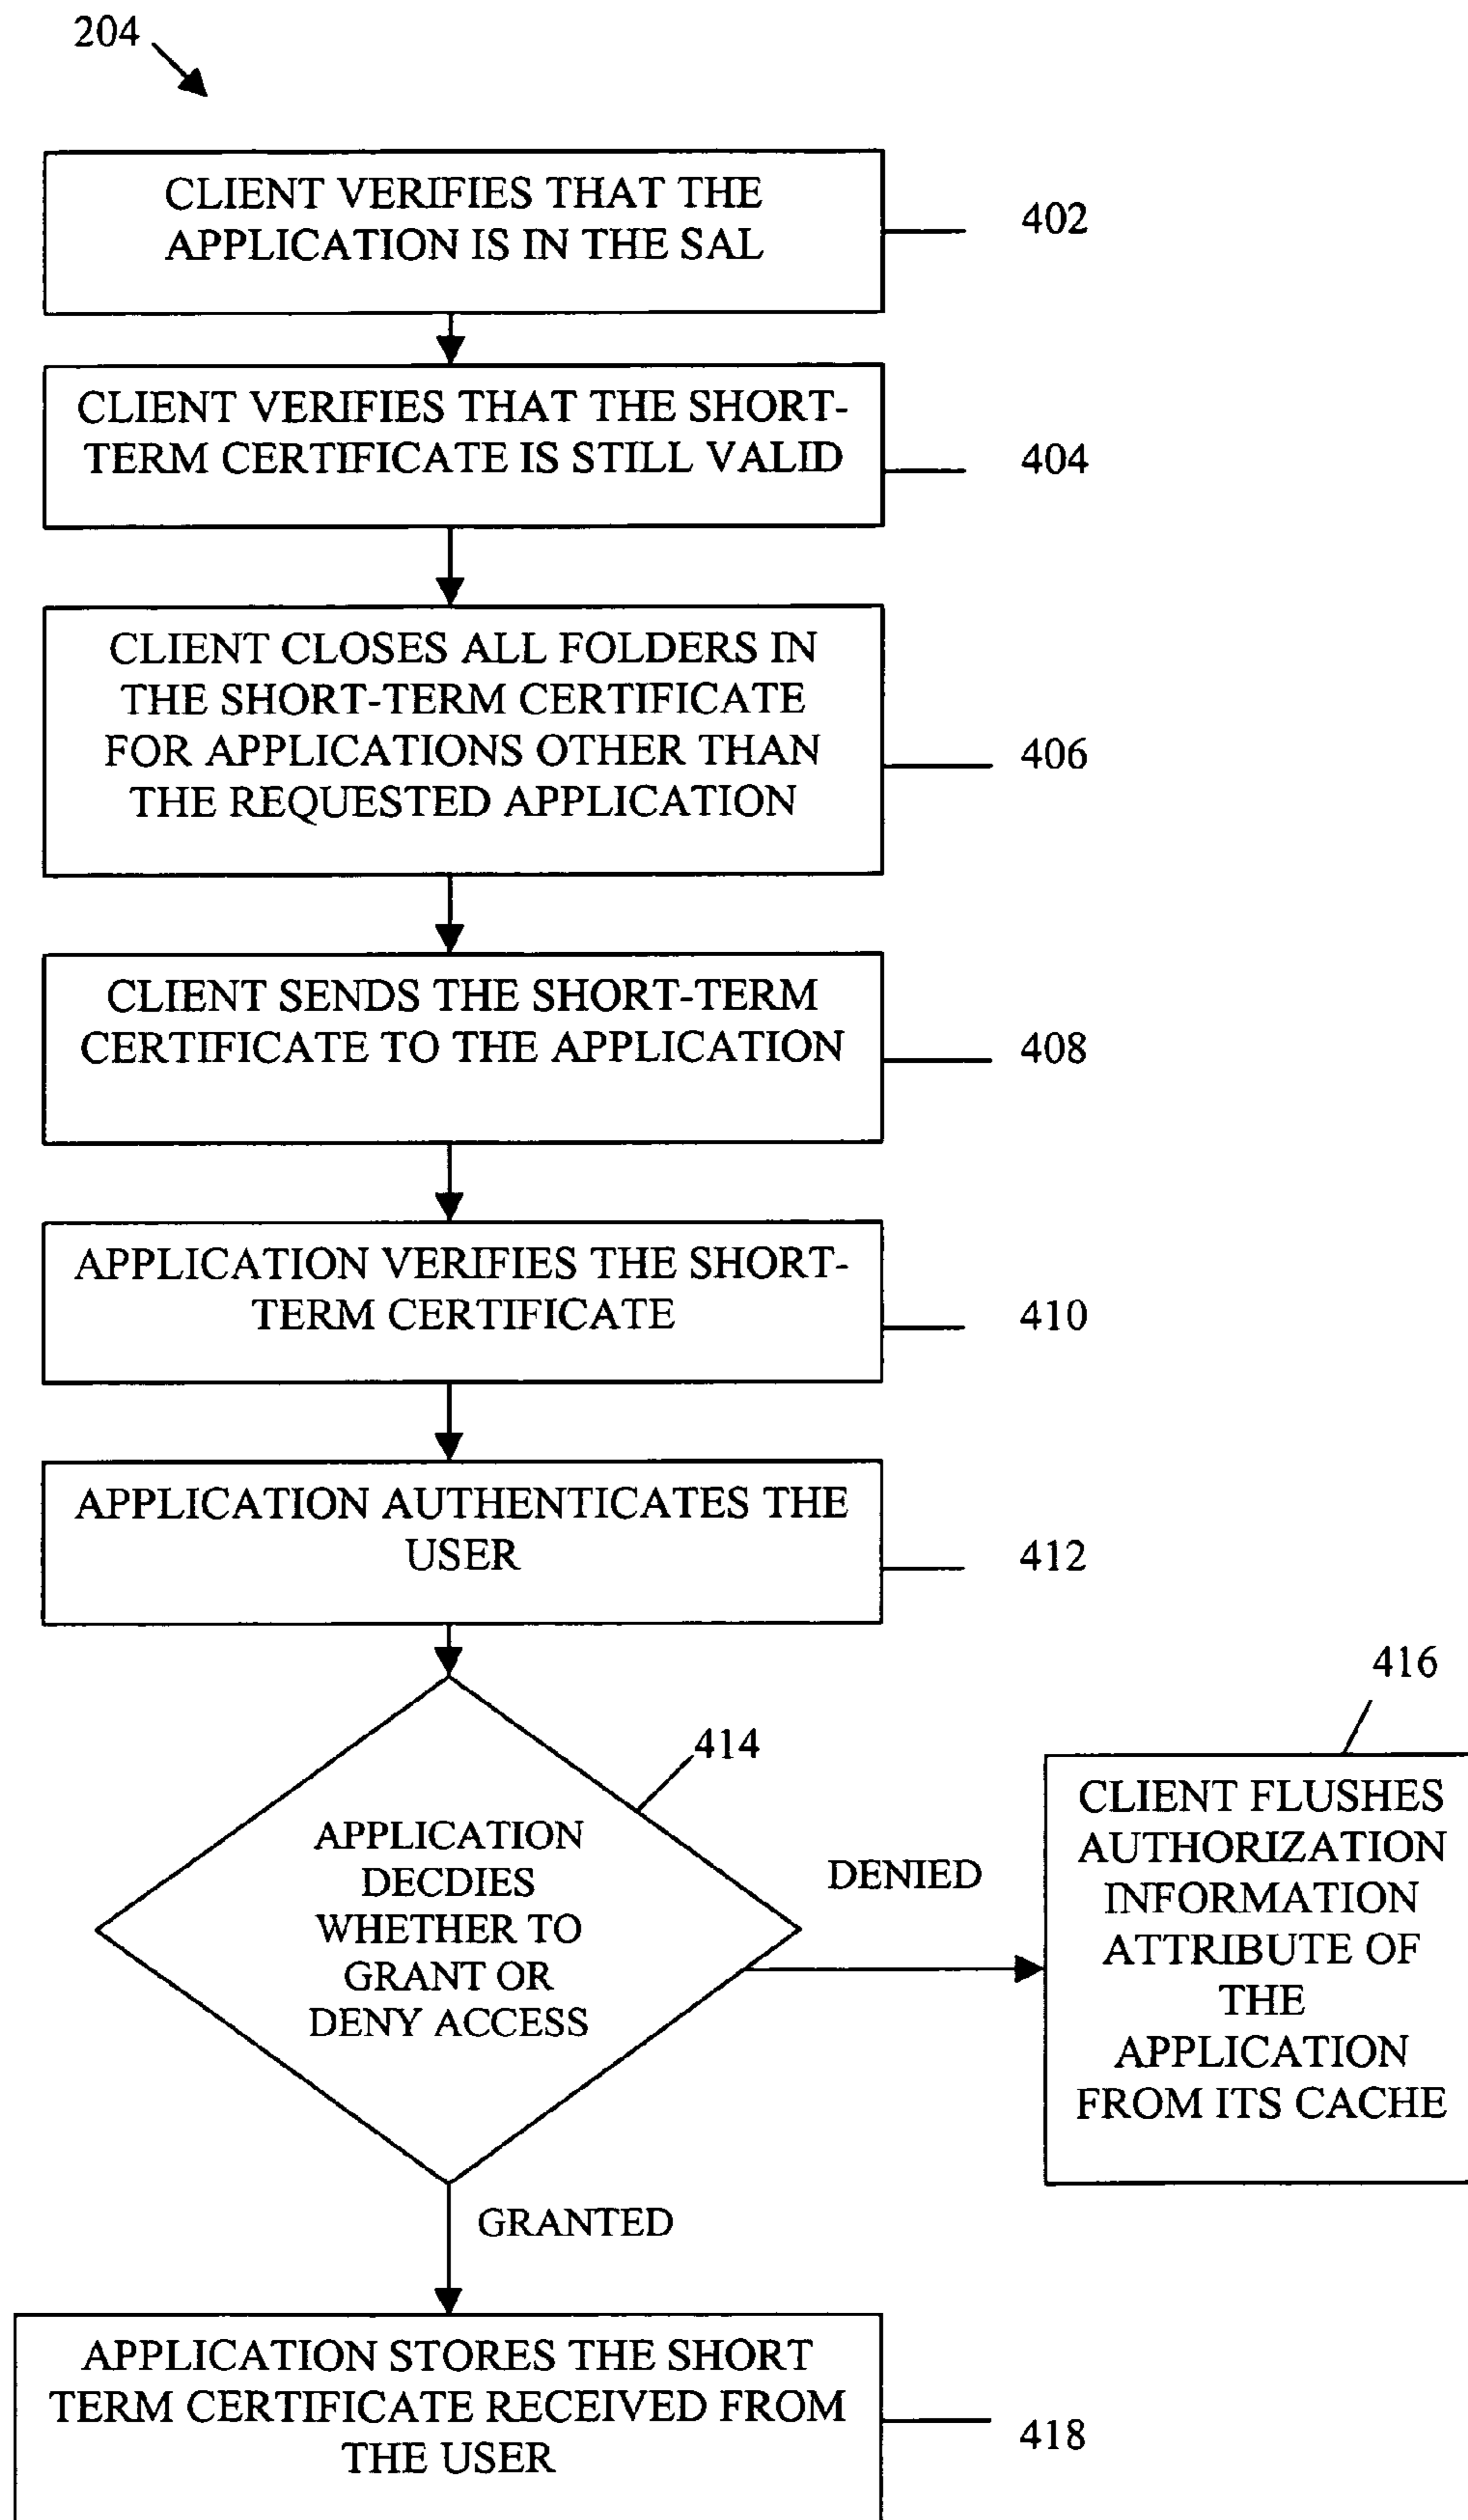 204
CLIENT VERIFIES THAT THE
APPLICATION IS IN THE SAL
402
CLIENT VERIFIES THAT THE SHORT-
TERM CERTIFICATE IS STILL VALID
404
CLIENT CLOSES ALL FOLDERS IN
THE SHORT-TERM CERTIFICATE
FOR APPLICATIONS OTHER THAN
THE REQUESTED APPLICATION
406
CLIENT SENDS THE SHORT-TERM
CERTIFICATE TO THE APPLICATION
408
APPLICATION VERIFIES THE SHORT-
TERM CERTIFICATE
410
APPLICATION AUTHENTICATES THE
USER
412
414
APPLICATION
DECDIES
WHETHER TO
GRANT OR
DENY ACCESS
DENIED
416
CLIENT FLUSHES
AUTHORIZATION
INFORMATION
ATTRIBUTE OF
THE
APPLICATION
FROM ITS CACHE
GRANTED
APPLICATION STORES THE SHORT
TERM CERTIFICATE RECEIVED FROM
THE USER
418